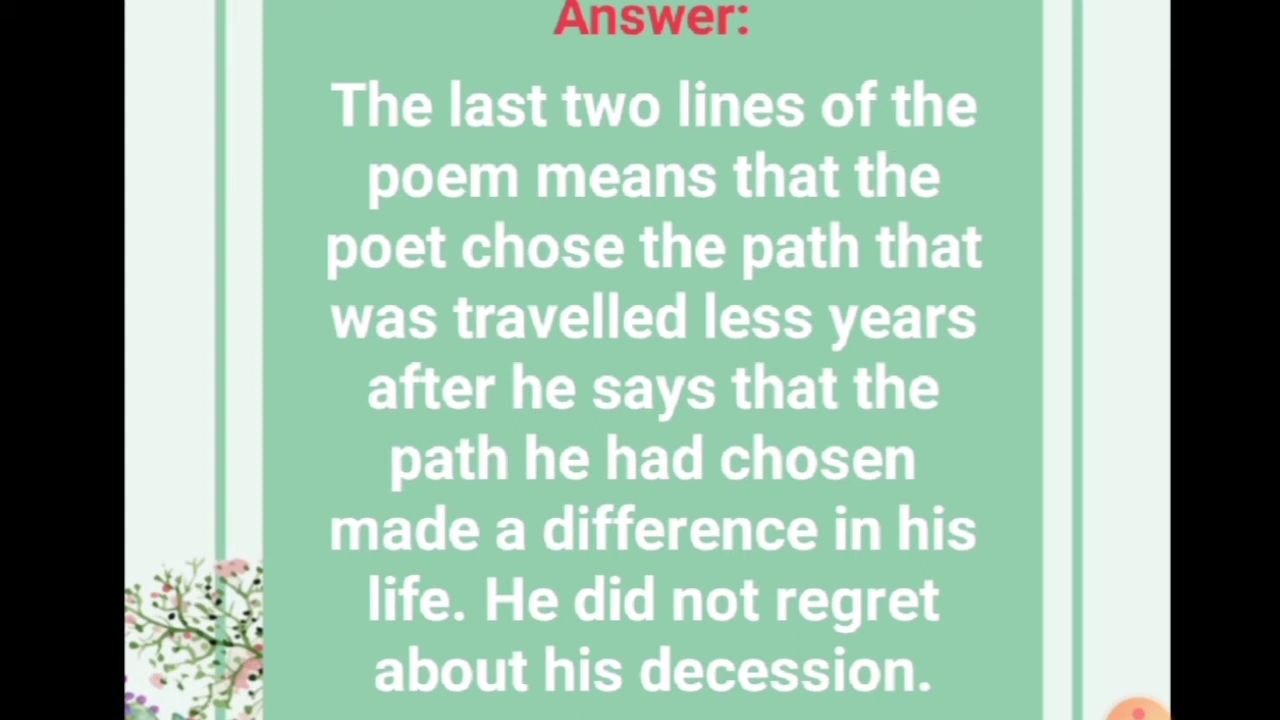 Answer:
The last two lines of the
poem means that the
poet chose the path that
was travelled less years
after he says that the
path he had chosen
made a difference in his
life. He did not regret
about his decession.